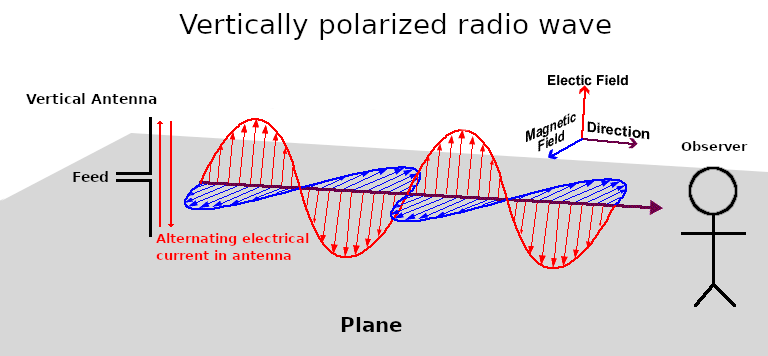 Vertically polarized radio wave
Electic Field
Vertical Antenna
Magnetic
Field
Direction
Observer
Feed
Alternating electrical
current in antenna
Plane